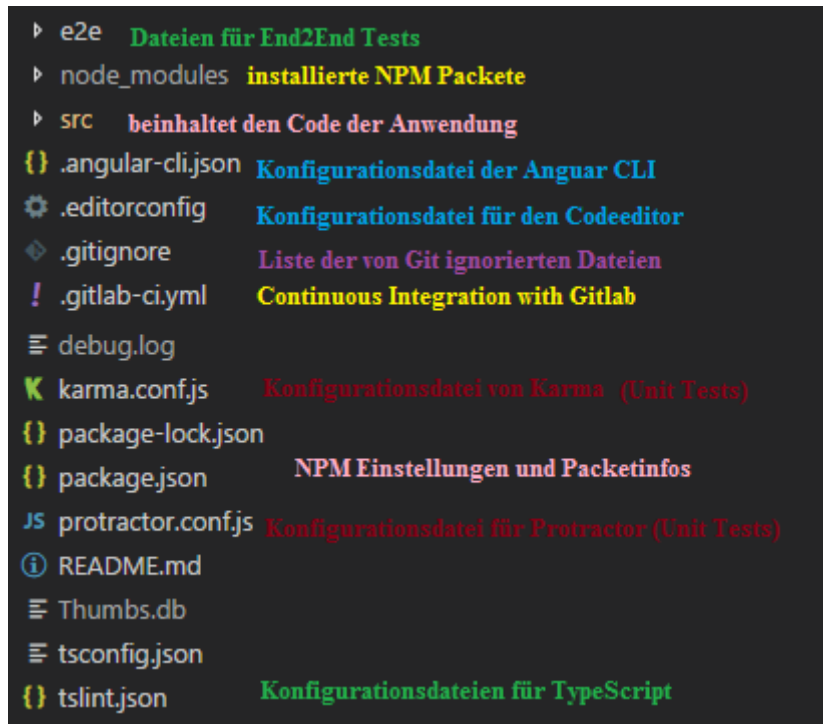 e2e Dateien für End2End Tests
node_modules installierte NPM Packete
src beinhaltet den Code der Anwendung
.angular-cli.json Konfigurationsdatei der Anguar CLI
.editorconfig Konfigurationsdatei für den Codeeditor
.gitignore Liste der von Git ignorierten Dateien
.gitlab-ci.yml Continuous Integration with Gitlab
debug.log
karma.conf.js Konfigurationsdatei von Karma (Unit Tests)
package-lock.json
package.json NPM Einstellungen und Packetinfos
protractor.conf.js Konfigurationsdatei für Protractor (Unit Tests)
README.md
Thumbs.db
tsconfig.json
tslint.json Konfigurationsdateien für TypeScript